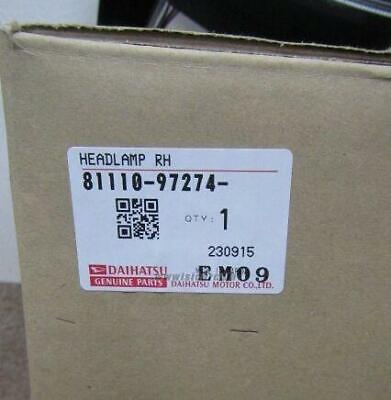 HEADLAMP RH
81110-97274-
QTY: 1
230915
DAIHATSU EM09
GENUINE PARTS DAIHATSU MOTOR CO.,LTD.